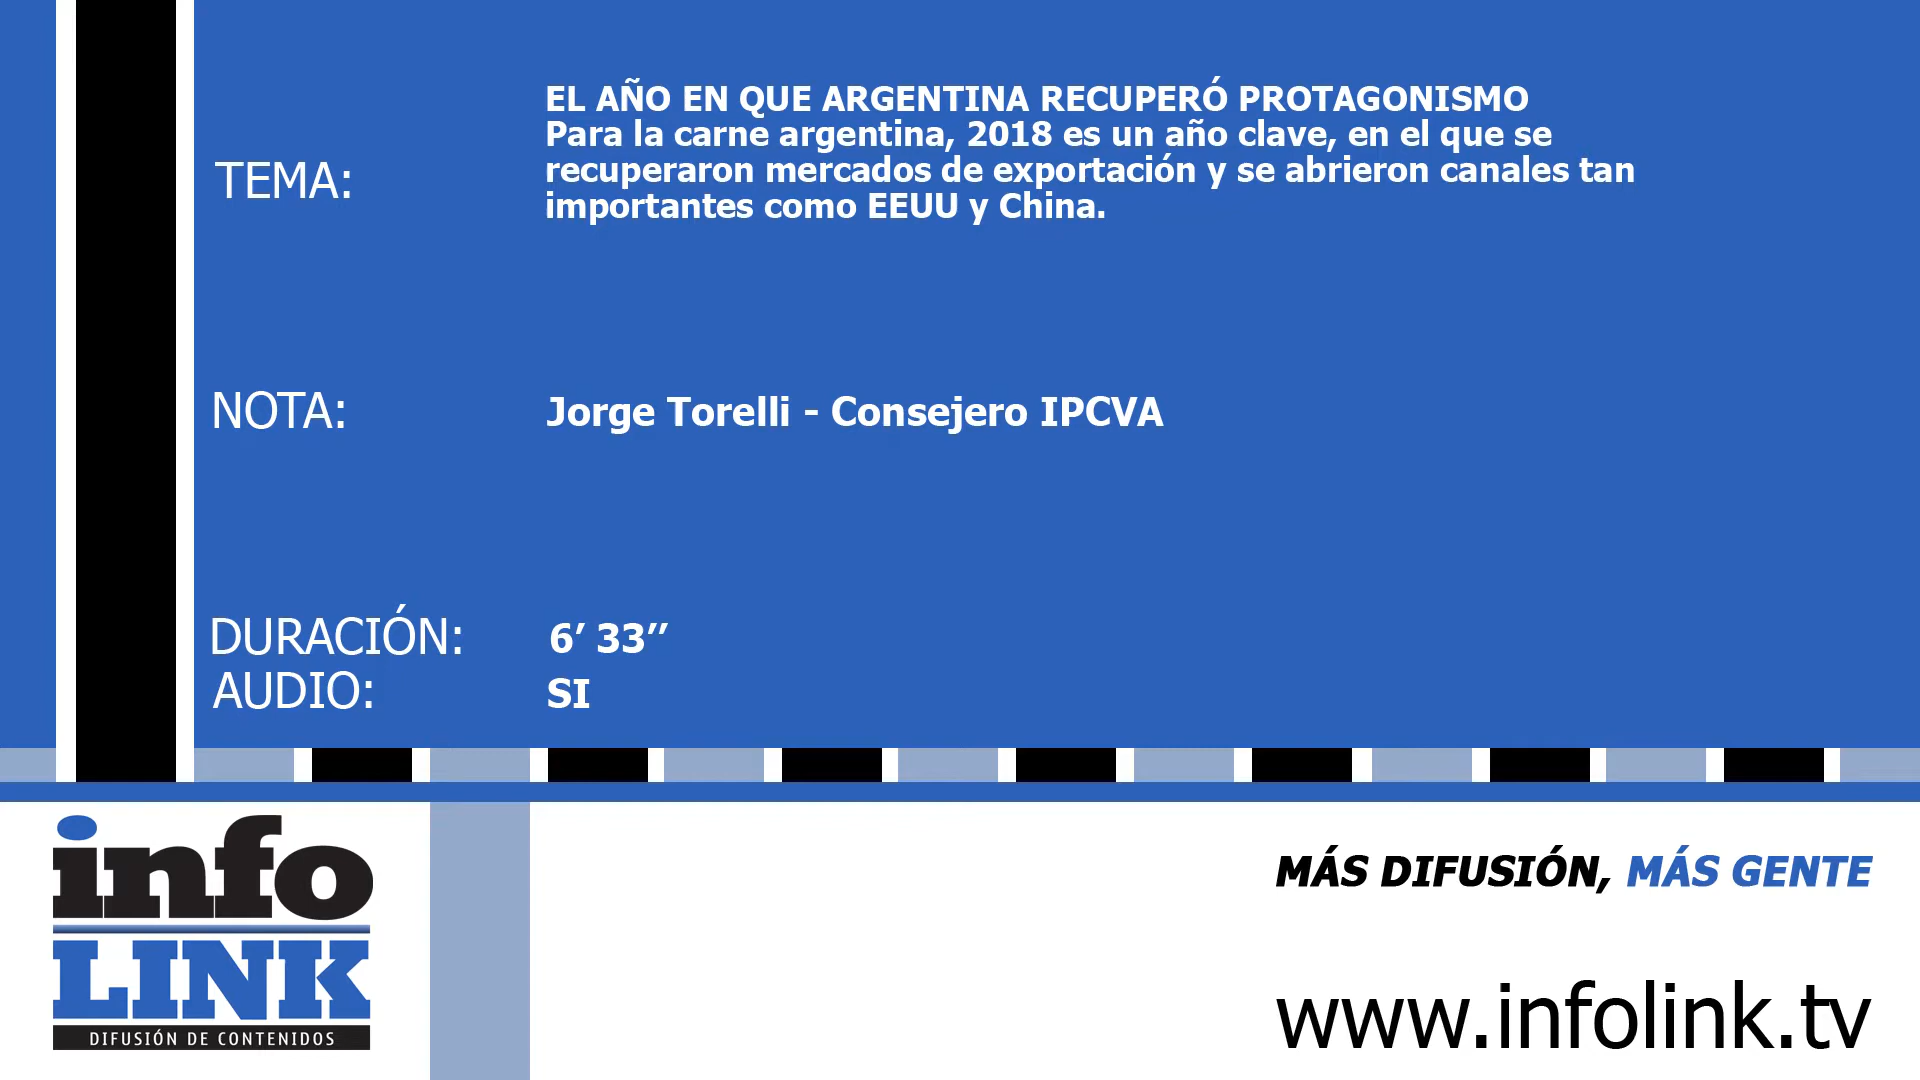 TEMA:
EL AÑO EN QUE ARGENTINA RECUPERÓ PROTAGONISMO
Para la carne argentina, 2018 es un año clave, en el que se
recuperaron mercados de exportación y se abrieron canales tan
importantes como EEUU y China.
NOTA:
Jorge Torelli - Consejero IPCVA
DURACIÓN:
6’ 33’’
AUDIO:
SI
info
LINK
DIFUSIÓN DE CONTENIDOS
MÁS DIFUSIÓN, MÁS GENTE
www.infolink.tv